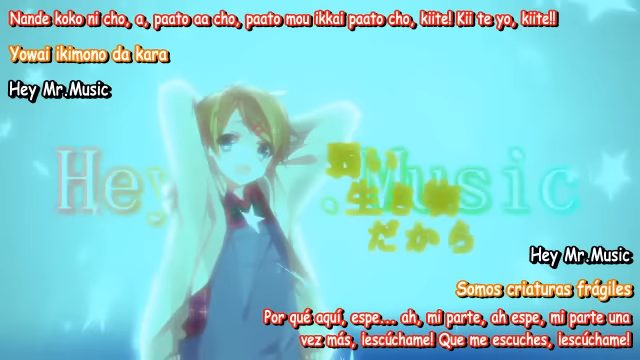 Nande koko ni cho, a, paato aa cho, paato mou ikkai paato cho, kiite! Kii te yo, kiite!!
Yowai ikimono da kara
Hey Mr.Music
Hey Mr. Music
弱い
生き物
だから
Hey Mr.Music
Somos criaturas frágiles
Por qué aquí, espe... ah, mi parte, ah espe, mi parte una
vez más, ¡escúchame! Que me escuches, ¡escúchame!